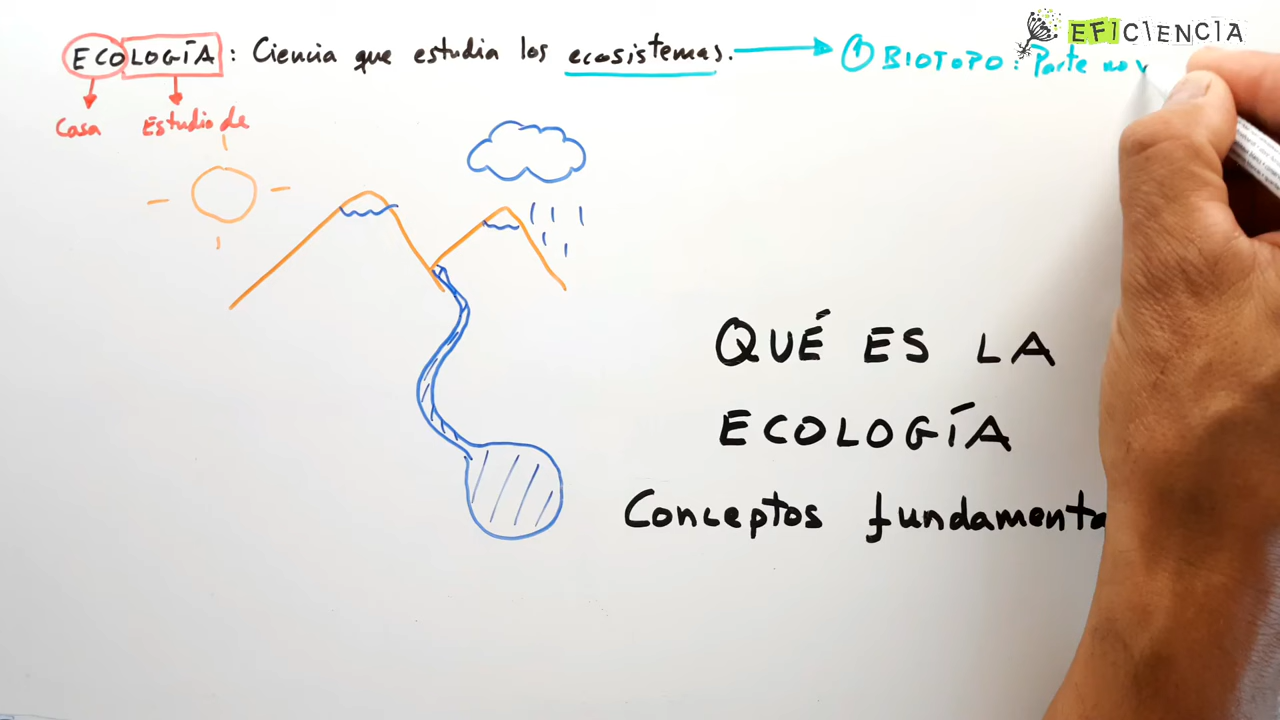 ECOLOGÍA: Ciencia que estudia los ecosistemas. → ① BIOTOPO: Parte no v
Casa Estudio de
EFICIENCIA
QUÉ ES LA
ECOLOGÍA
Conceptos fundamenta